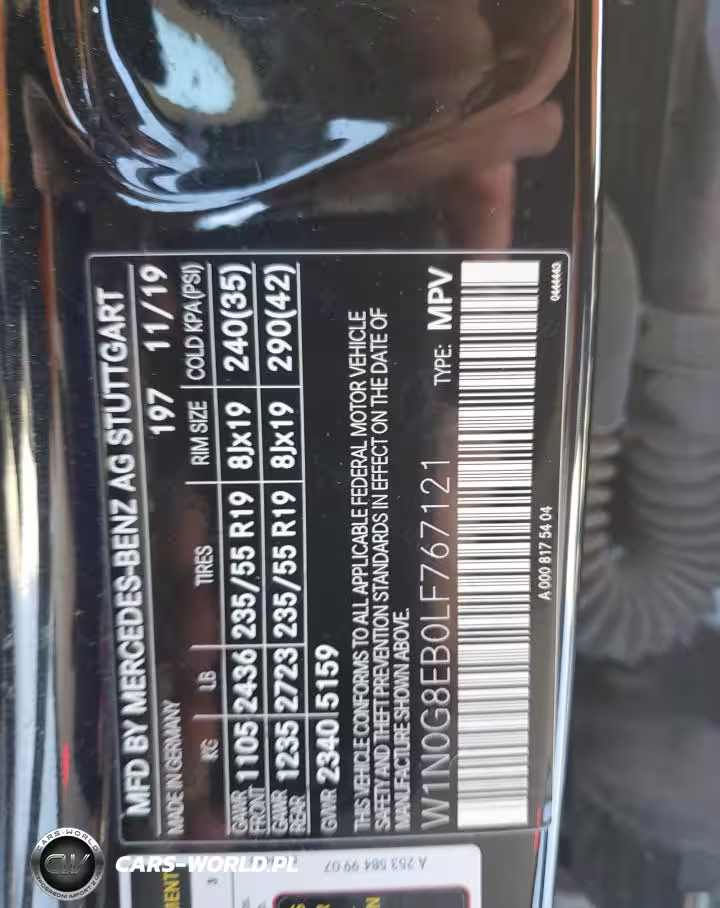 MFD BY MERCEDES-BENZ AG STUTTGART
MADE IN GERMANY 197 11/19
KG LB TIRES RIM SIZE COLD KPA(PSI)
GAWR FRONT 1105 2436 235/55 R19 8Jx19 240(35)
GAWR REAR 1235 2723 235/55 R19 8Jx19 290(42)
GVWR 2340 5159
THIS VEHICLE CONFORMS TO ALL APPLICABLE FEDERAL MOTOR VEHICLE
SAFETY AND THEFT PREVENTION STANDARDS IN EFFECT ON THE DATE OF
MANUFACTURE SHOWN ABOVE.
W1N0G8EB0LF767121 TYPE: MPV
A 000 817 54 04 0444443
A 253 584 99 07
CARS-WORLD
CW
CARS-WORLD.PL